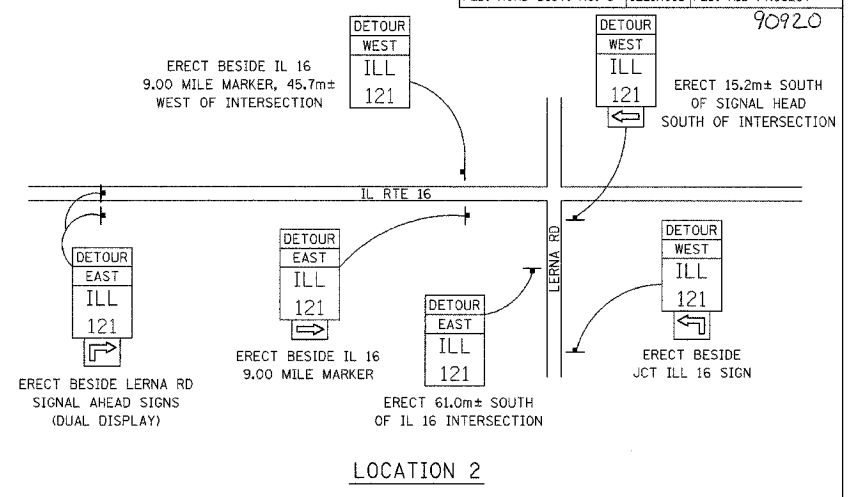 90920
DETOUR
WEST
ILL
121
ERECT BESIDE IL 16
9.00 MILE MARKER, 45.7m±
WEST OF INTERSECTION
DETOUR
WEST
ILL
121
ERECT 15.2m± SOUTH
OF SIGNAL HEAD
SOUTH OF INTERSECTION
IL RTE 16
LERNA RD
DETOUR
EAST
ILL
121
ERECT BESIDE LERNA RD
SIGNAL AHEAD SIGNS
(DUAL DISPLAY)
DETOUR
EAST
ILL
121
ERECT BESIDE IL 16
9.00 MILE MARKER
DETOUR
EAST
ILL
121
ERECT 61.0m± SOUTH
OF IL 16 INTERSECTION
DETOUR
WEST
ILL
121
ERECT BESIDE
JCT ILL 16 SIGN
LOCATION 2